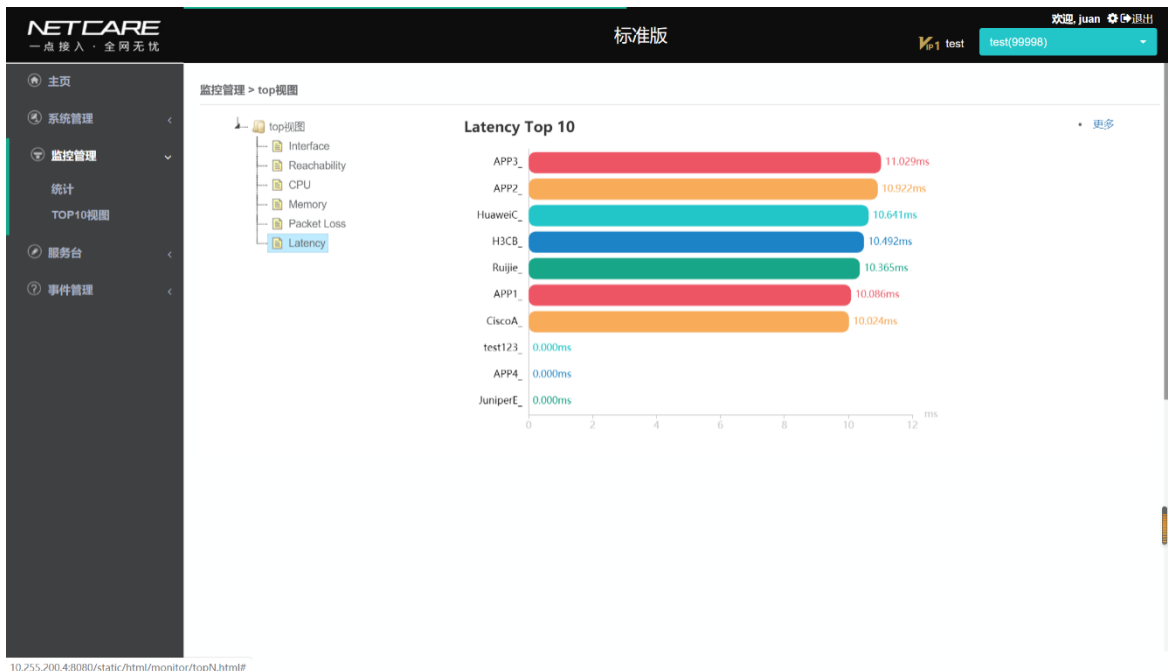 NETCARE
一点接入 · 全网无忧
标准版
欢迎, juan 退出
VIP1 test
test(99998)
主页
系统管理
监控管理
统计
TOP10视图
服务台
事件管理
监控管理 > top视图
top视图
Interface
Reachability
CPU
Memory
Packet Loss
Latency
Latency Top 10
更多
APP3_ 11.029ms
APP2_ 10.922ms
HuaweiC_ 10.641ms
H3CB_ 10.492ms
Ruijie_ 10.365ms
APP1_ 10.086ms
CiscoA_ 10.024ms
test123_ 0.000ms
APP4_ 0.000ms
JuniperE_ 0.000ms
ms
0 2 4 6 8 10 12
10.255.200.4:8080/static/html/monitor/topN.html#